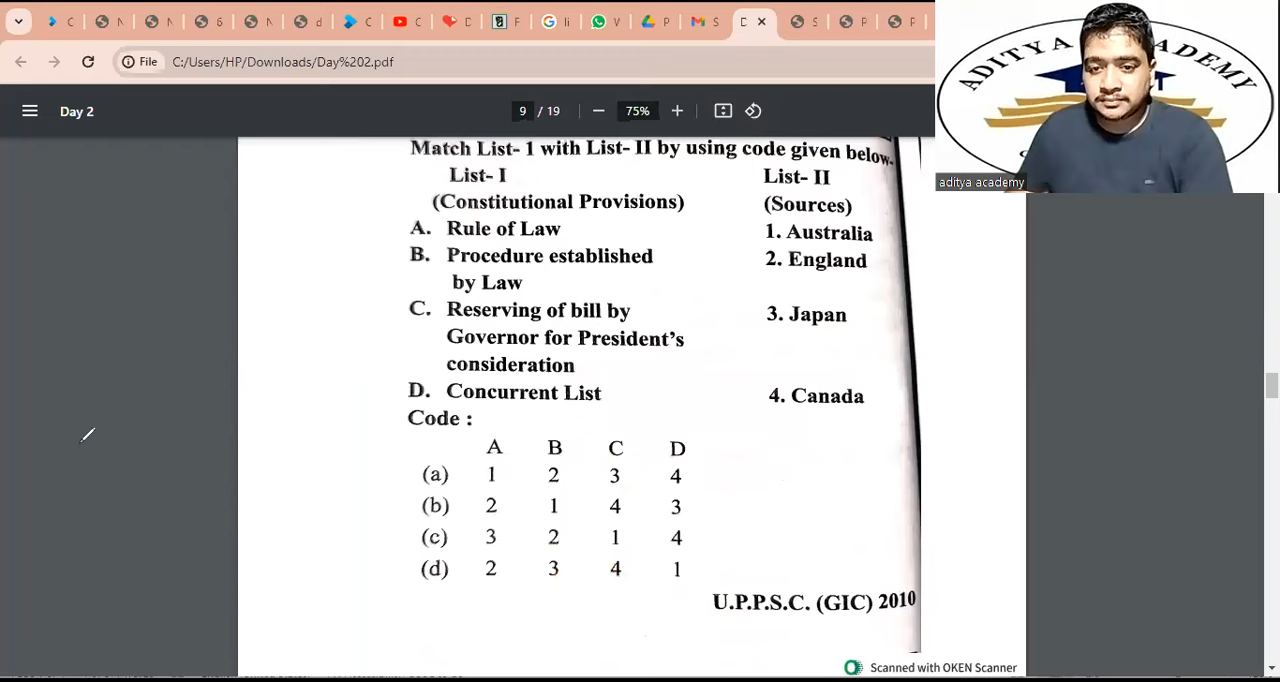 C
N
N
6
N
d
C
C
D
F
li
V
P
S
D
S
P
P
File C:/Users/HP/Downloads/Day%202.pdf
Day 2
9 / 19
75%
ADITYA ACADEMY
aditya academy
Match List- 1 with List- II by using code given below-
List- I List- II
(Constitutional Provisions) (Sources)
A. Rule of Law 1. Australia
B. Procedure established 2. England
by Law
C. Reserving of bill by 3. Japan
Governor for President's
consideration
D. Concurrent List 4. Canada
Code :
A B C D
(a) 1 2 3 4
(b) 2 1 4 3
(c) 3 2 1 4
(d) 2 3 4 1
U.P.P.S.C. (GIC) 2010
Scanned with OKEN Scanner